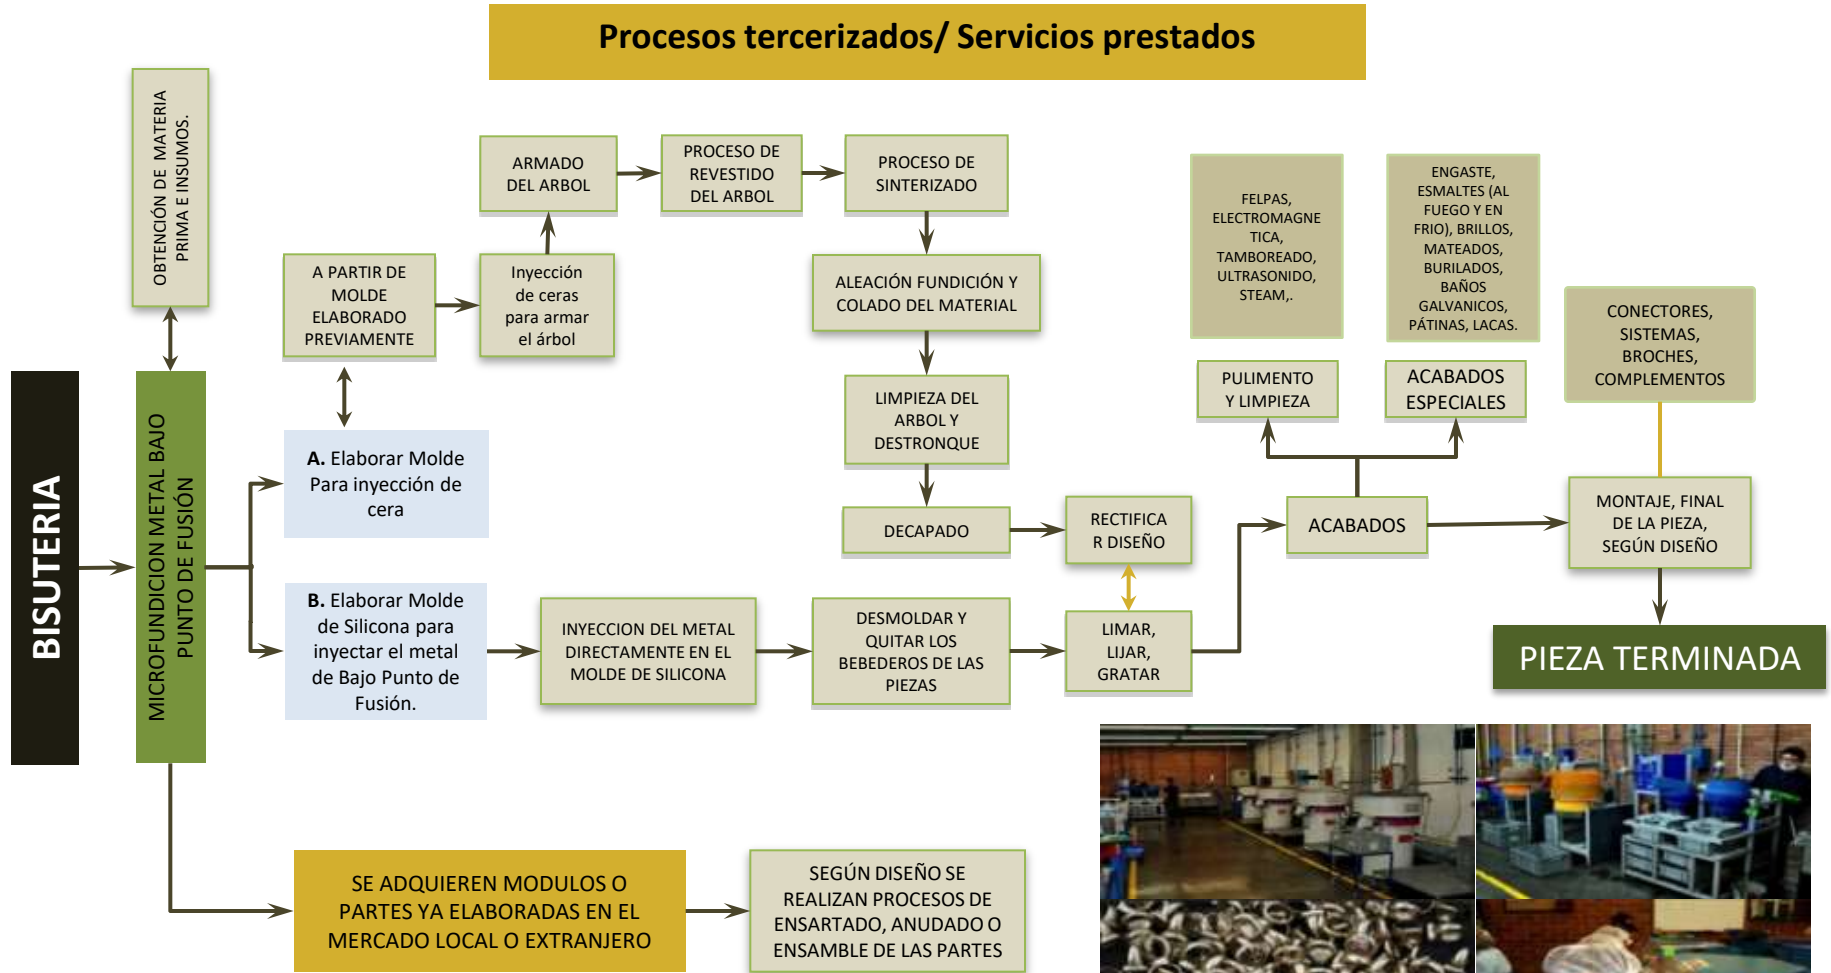 Procesos tercerizados/ Servicios prestados
OBTENCIÓN DE MATERIA
PRIMA E INSUMOS.
BISUTERIA
MICROFUNDICION METAL BAJO
PUNTO DE FUSIÓN
A PARTIR DE
MOLDE
ELABORADO
PREVIAMENTE
Inyección
de ceras
para armar
el árbol
ARMADO
DEL ARBOL
PROCESO DE
REVESTIDO
DEL ARBOL
PROCESO DE
SINTERIZADO
ALEACIÓN FUNDICIÓN Y
COLADO DEL MATERIAL
LIMPIEZA DEL
ARBOL Y
DESTRONQUE
DECAPADO
RECTIFICA
R DISEÑO
A. Elaborar Molde
Para inyección de
cera
B. Elaborar Molde
de Silicona para
inyectar el metal
de Bajo Punto de
Fusión.
INYECCION DEL METAL
DIRECTAMENTE EN EL
MOLDE DE SILICONA
DESMOLDAR Y
QUITAR LOS
BEBEDEROS DE LAS
PIEZAS
LIMAR,
LIJAR,
GRATAR
FELPAS,
ELECTROMAGNE
TICA,
TAMBOREADO,
ULTRASONIDO,
STEAM,.
ENGASTE,
ESMALTES (AL
FUEGO Y EN
FRIO), BRILLOS,
MATEADOS,
BURILADOS,
BAÑOS
GALVANICOS,
PÁTINAS, LACAS.
PULIMENTO
Y LIMPIEZA
ACABADOS
ESPECIALES
ACABADOS
CONECTORES,
SISTEMAS,
BROCHES,
COMPLEMENTOS
MONTAJE, FINAL
DE LA PIEZA,
SEGÚN DISEÑO
PIEZA TERMINADA
SE ADQUIEREN MODULOS O
PARTES YA ELABORADAS EN EL
MERCADO LOCAL O EXTRANJERO
SEGÚN DISEÑO SE
REALIZAN PROCESOS DE
ENSARTADO, ANUDADO O
ENSAMBLE DE LAS PARTES